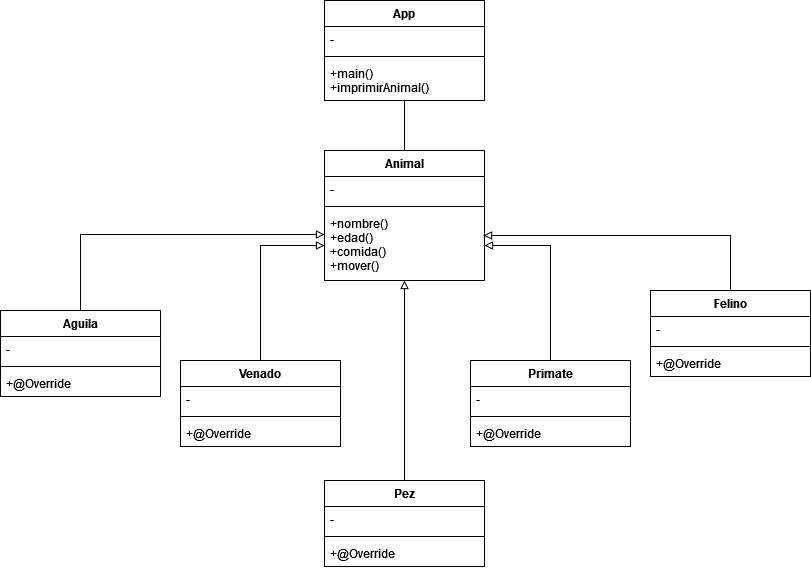 App
-
+main()
+imprimirAnimal()
Animal
-
+nombre()
+edad()
+comida()
+mover()
Aguila
-
+@Override
Venado
-
+@Override
Pez
-
+@Override
Primate
-
+@Override
Felino
-
+@Override